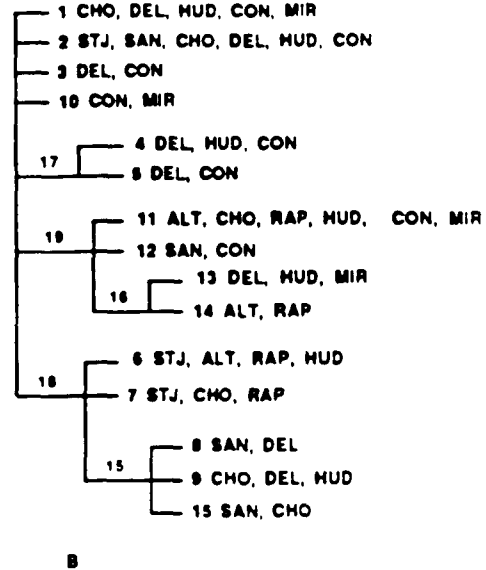 1 CHO, DEL, HUD, CON, MIR
2 STJ, SAN, CHO, DEL, HUD, CON
3 DEL, CON
10 CON, MIR
4 DEL, HUD, CON
17
5 DEL, CON
11 ALT, CHO, RAP, HUD, CON, MIR
19
12 SAN, CON
13 DEL, HUD, MIR
16
14 ALT, RAP
6 STJ, ALT, RAP, HUD
18
7 STJ, CHO, RAP
8 SAN, DEL
15
9 CHO, DEL, HUD
15 SAN, CHO
B